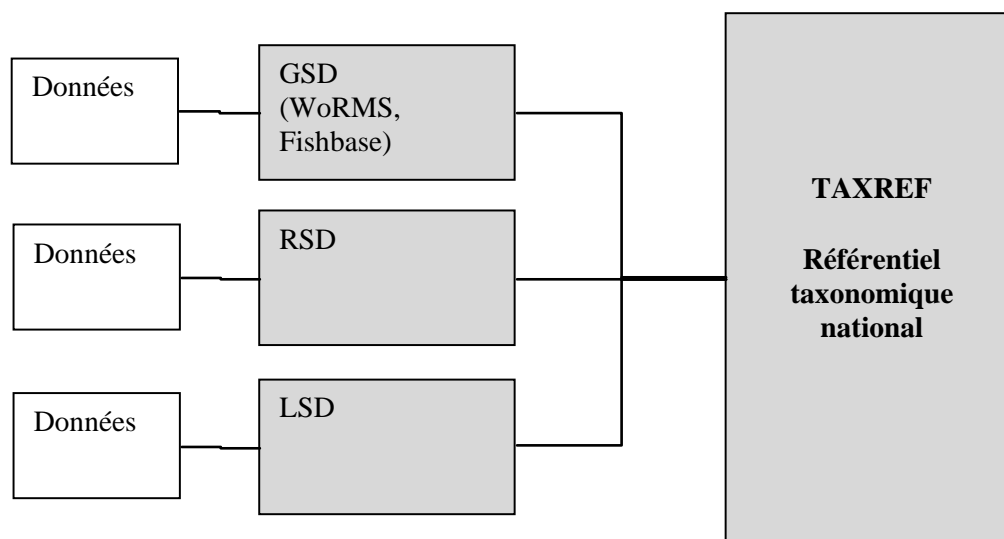 Données
GSD
(WoRMS,
Fishbase)
Données
RSD
Données
LSD
TAXREF
Référentiel
taxonomique
national